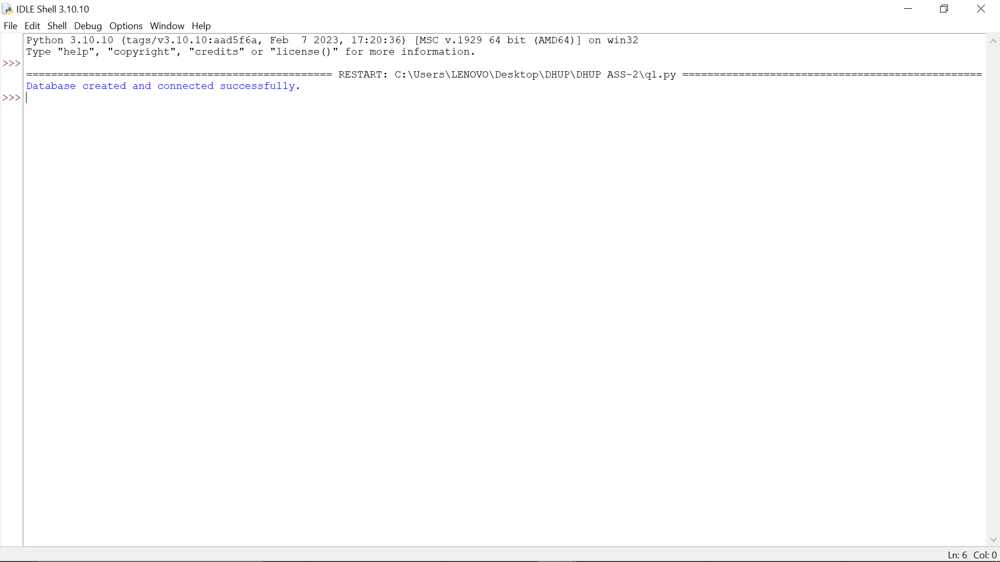 IDLE Shell 3.10.10
File Edit Shell Debug Options Window Help
Python 3.10.10 (tags/v3.10.10:aad5f6a, Feb  7 2023, 17:20:36) [MSC v.1929 64 bit (AMD64)] on win32
Type "help", "copyright", "credits" or "license()" for more information.
>>>
================================================= RESTART: C:\Users\LENOVO\Desktop\DHUP\DHUP ASS-2\q1.py ================================================
Database created and connected successfully.
>>>
Ln: 6 Col: 0